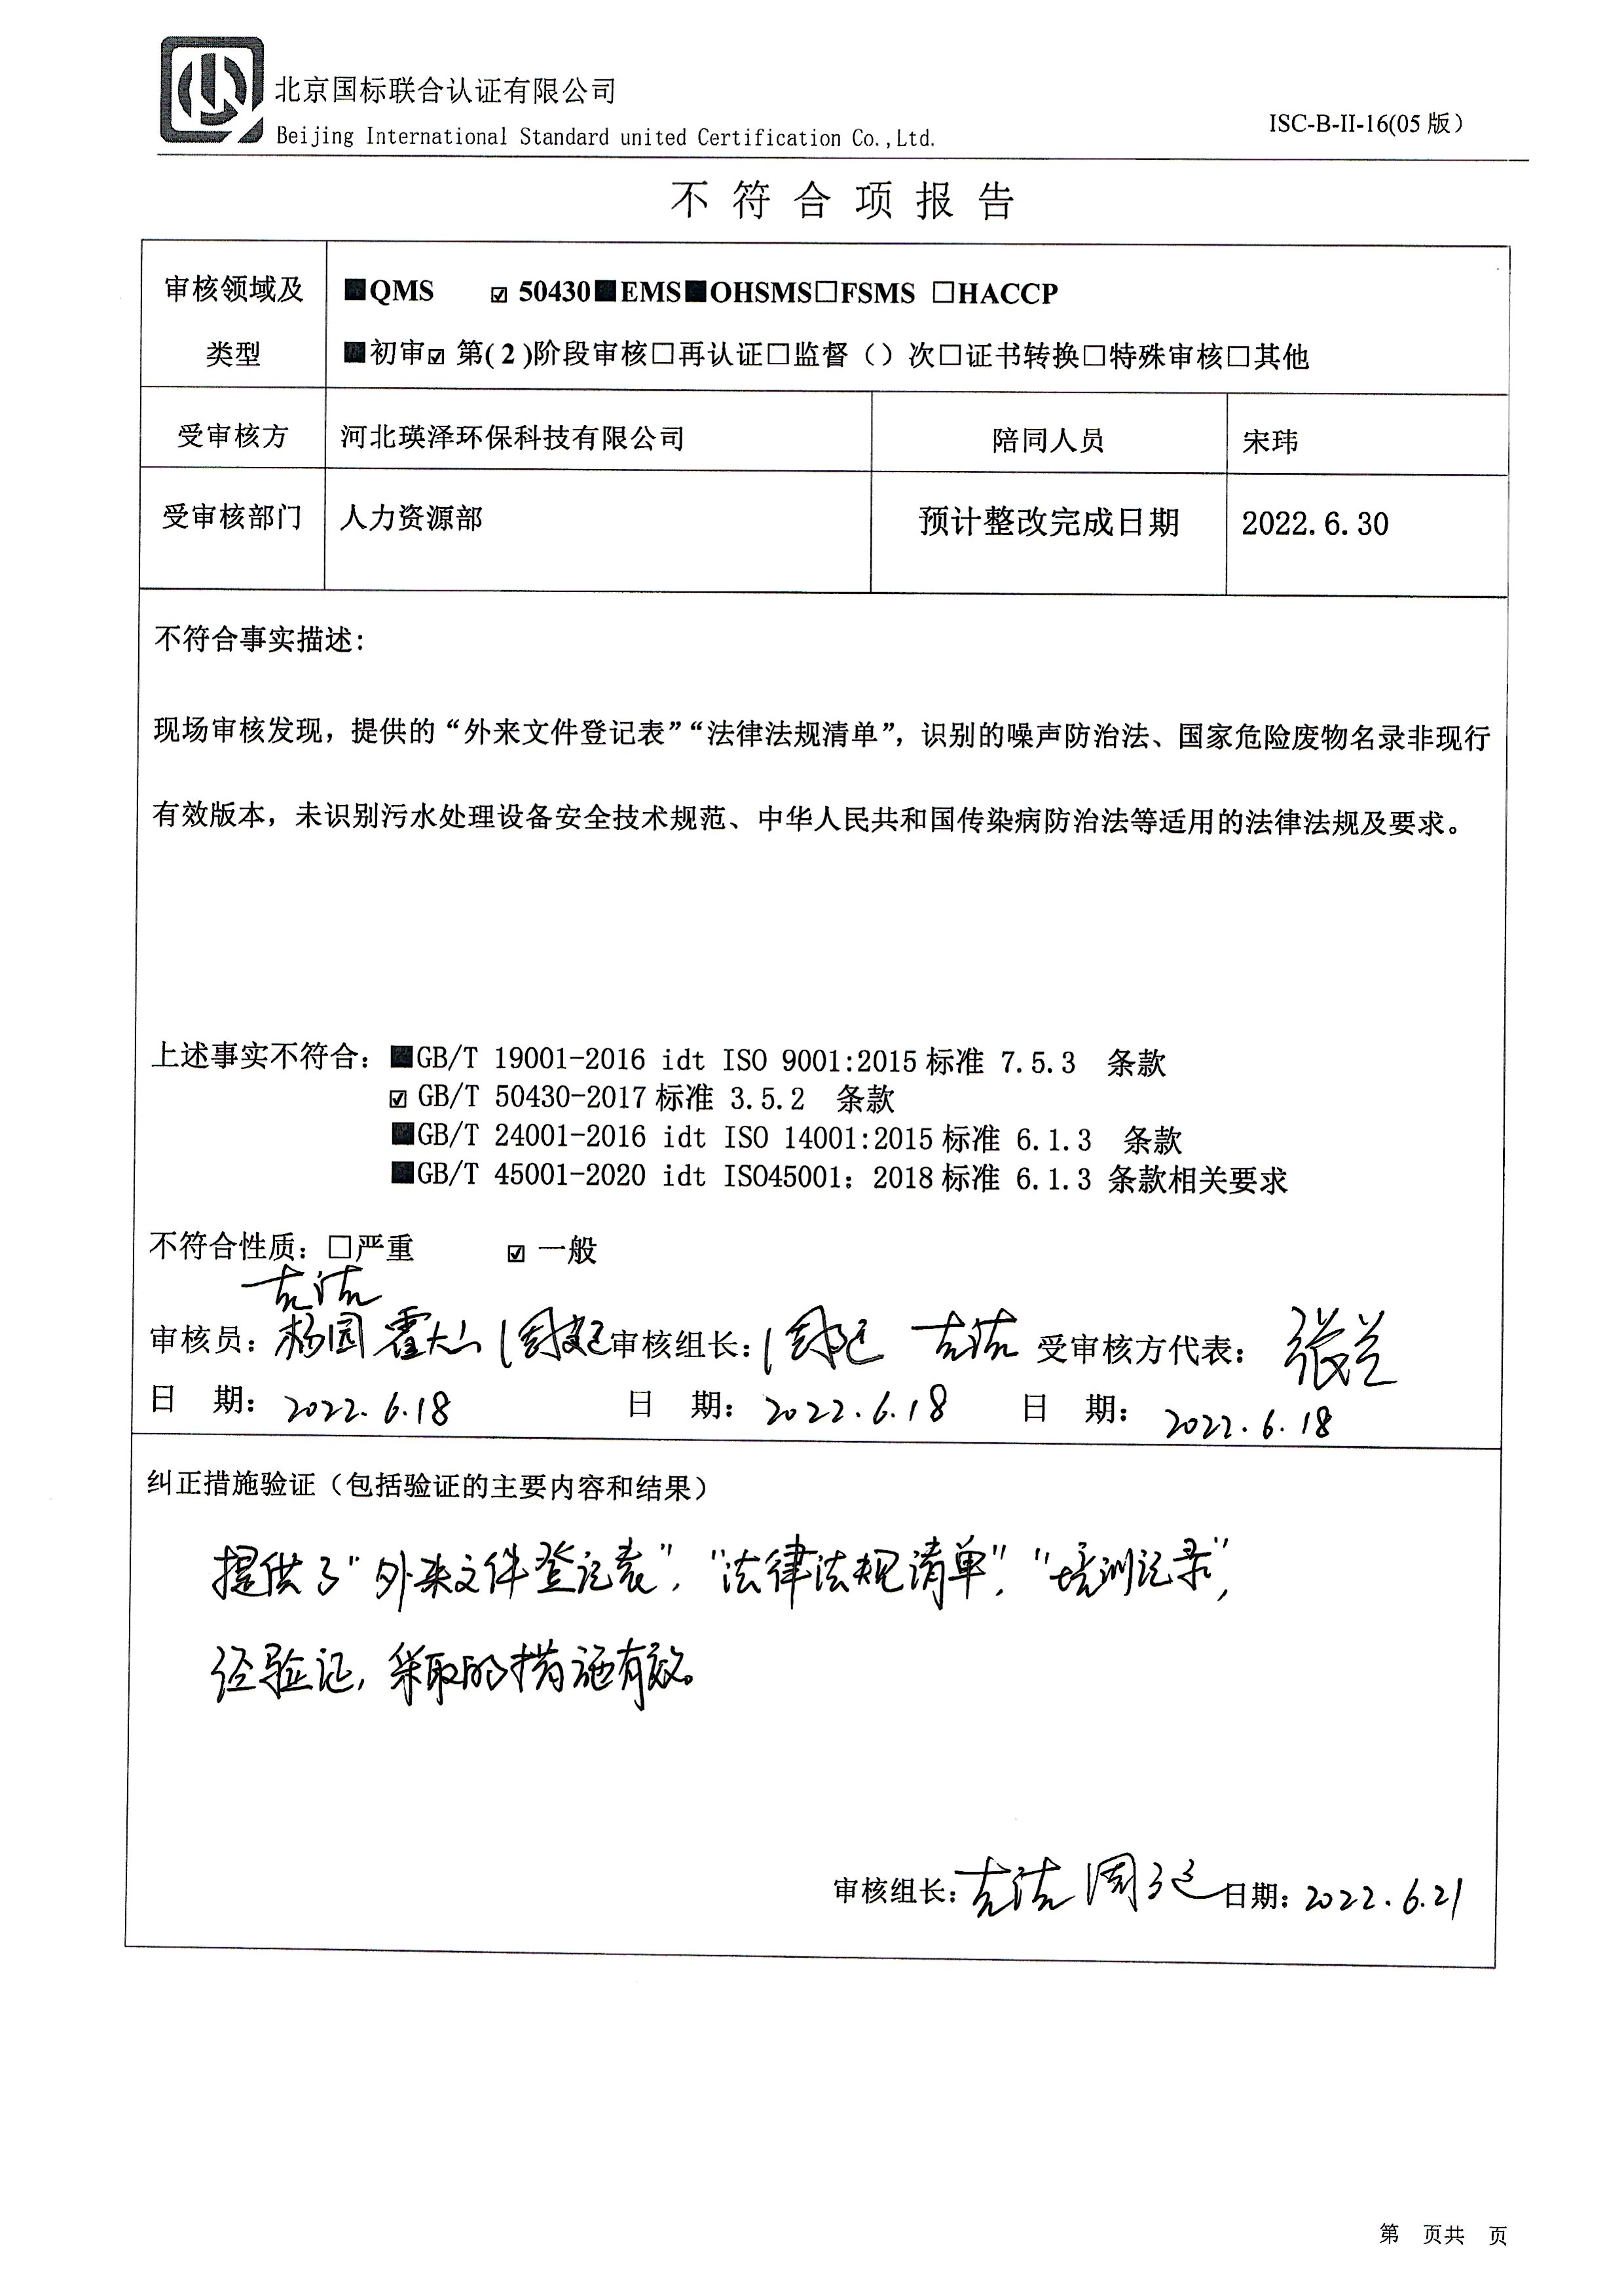 北京国标联合认证有限公司
Beijing International Standard united Certification Co.,Ltd.
ISC-B-II-16(05 版)
不符合项报告
审核领域及类型
■QMS ☑ 50430■EMS■OHSMS□FSMS □HACCP
■初审☑ 第( 2 )阶段审核□再认证□监督（）次□证书转换□特殊审核□其他
受审核方 河北瑛泽环保科技有限公司 陪同人员 宋玮
受审核部门 人力资源部 预计整改完成日期 2022.6.30
不符合事实描述:
现场审核发现，提供的“外来文件登记表”“法律法规清单”，识别的噪声防治法、国家危险废物名录非现行
有效版本，未识别污水处理设备安全技术规范、中华人民共和国传染病防治法等适用的法律法规及要求。
上述事实不符合：■GB/T 19001-2016 idt ISO 9001:2015 标准 7.5.3 条款
☑ GB/T 50430-2017 标准 3.5.2 条款
■GB/T 24001-2016 idt ISO 14001:2015 标准 6.1.3 条款
■GB/T 45001-2020 idt ISO45001：2018 标准 6.1.3 条款相关要求
不符合性质：□严重 ☑ 一般
审核员：杨园 霍大山 审核组长： 受审核方代表：
日 期：2022.6.18 日 期：2022.6.18 日 期：2022.6.18
纠正措施验证（包括验证的主要内容和结果）
提供了“外来文件登记表”，“法律法规清单”，“培训记录”，
经验证，采取的措施有效。
审核组长： 日期：2022.6.21
第 页共 页